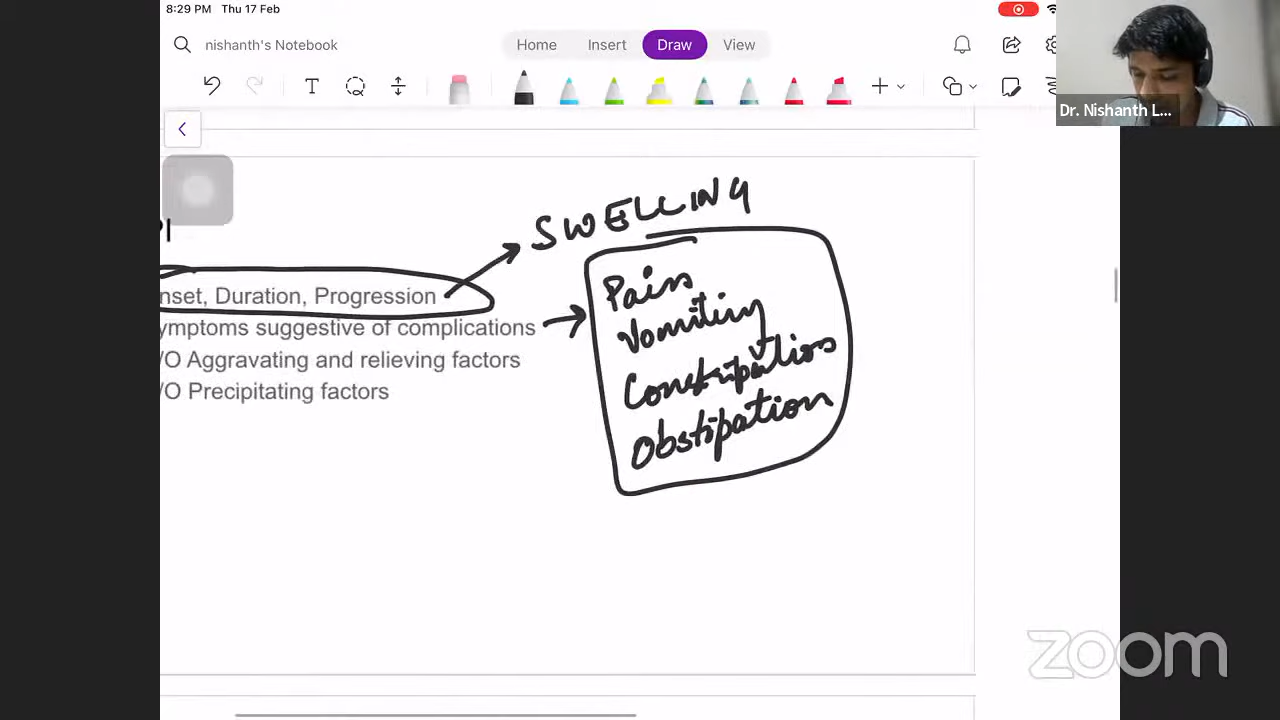 8:29 PM Thu 17 Feb
nishanth's Notebook
Home Insert Draw View
Dr. Nishanth L...
SWELLING
nset, Duration, Progression
ymptoms suggestive of complications
/O Aggravating and relieving factors
/O Precipitating factors
Pain
Vomiting
Constipation
Obstipation
zoom